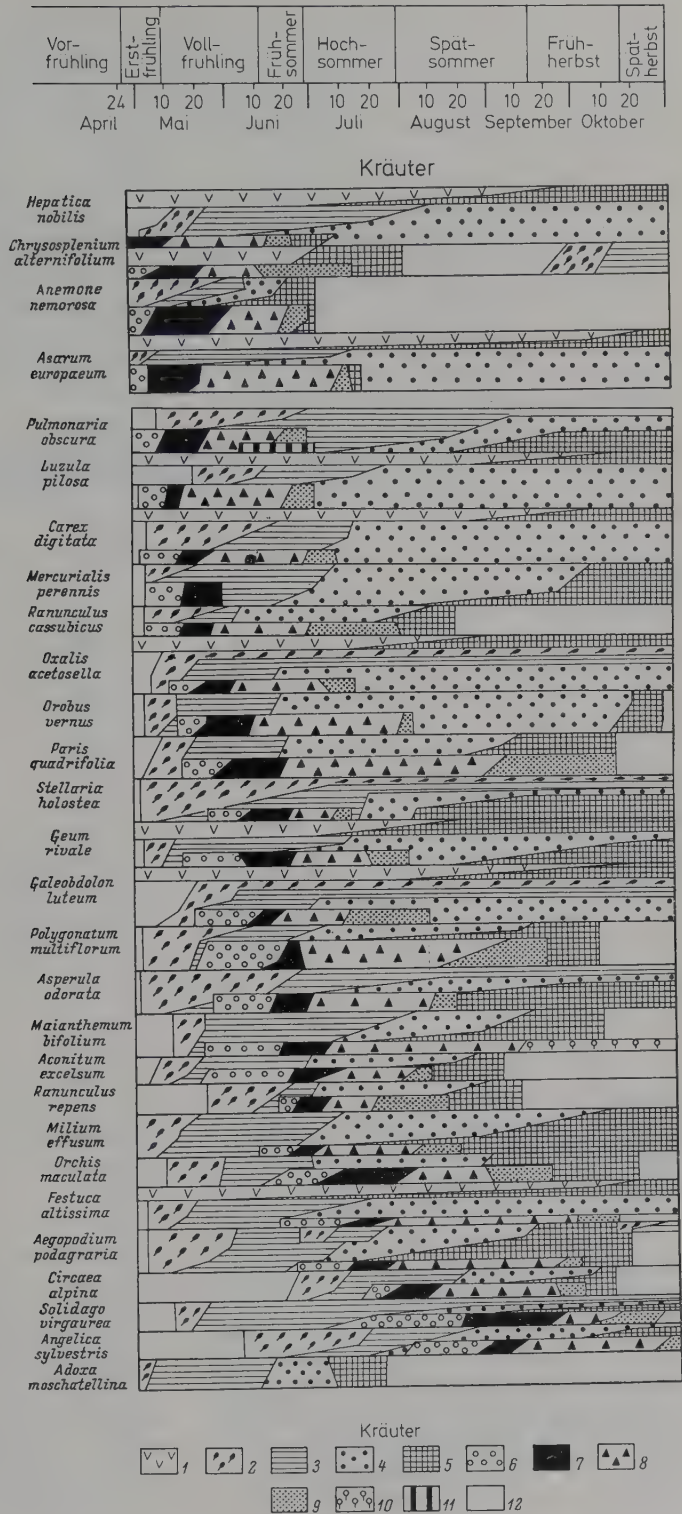 Vor-
frühling
Erst-
frühling
Voll-
frühling
Früh-
sommer
Hoch-
sommer
Spät-
sommer
Früh-
herbst
Spät-
herbst
24 10 20 10 20 10 20 10 20 10 20 10 20
April Mai Juni Juli August September Oktober
Kräuter
Hepatica
nobilis
Chrysosplenium
alternifolium
Anemone
nemorosa
Asarum
europaeum
Pulmonaria
obscura
Luzula
pilosa
Carex
digitata
Mercurialis
perennis
Ranunculus
cassubicus
Oxalis
acetosella
Orobus
vernus
Paris
quadrifolia
Stellaria
holostea
Geum
rivale
Galeobdolon
luteum
Polygonatum
multiflorum
Asperula
odorata
Maianthemum
bifolium
Aconitum
excelsum
Ranunculus
repens
Milium
effusum
Orchis
maculata
Festuca
altissima
Aegopodium
podagraria
Circaea
alpina
Solidago
virgaurea
Angelica
sylvestris
Adoxa
moschatellina
Kräuter
1 2 3 4 5 6 7 8
9 10 11 12